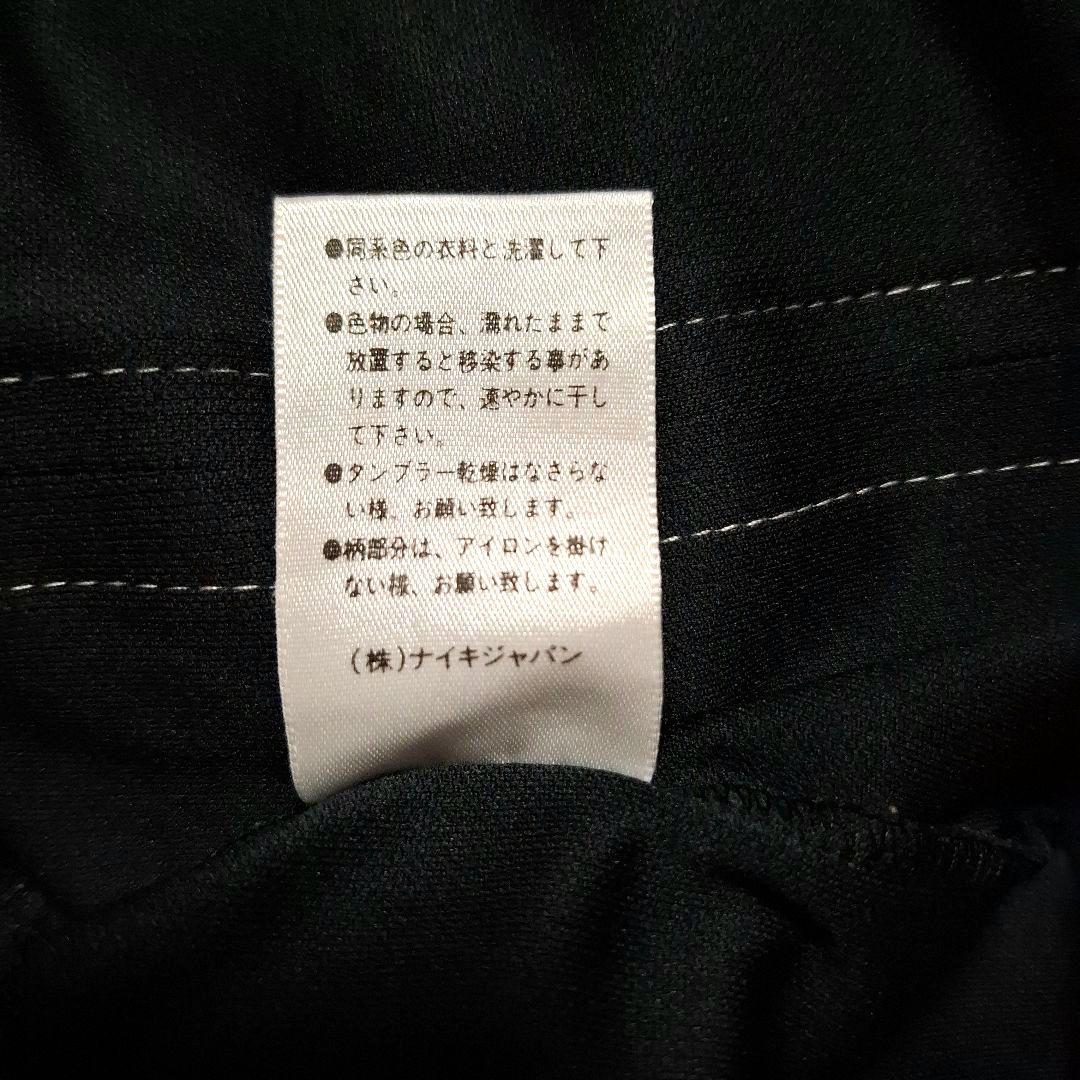 ●同系色の衣料と洗濯して下
さい。
●色物の場合、濡れたままで
放置すると移染する事があ
りますので、速やかに干し
て下さい。
●タンブラー乾燥はなさらな
い様、お願い致します。
●柄部分は、アイロンを掛け
ない様、お願い致します。
(株)ナイキジャパン